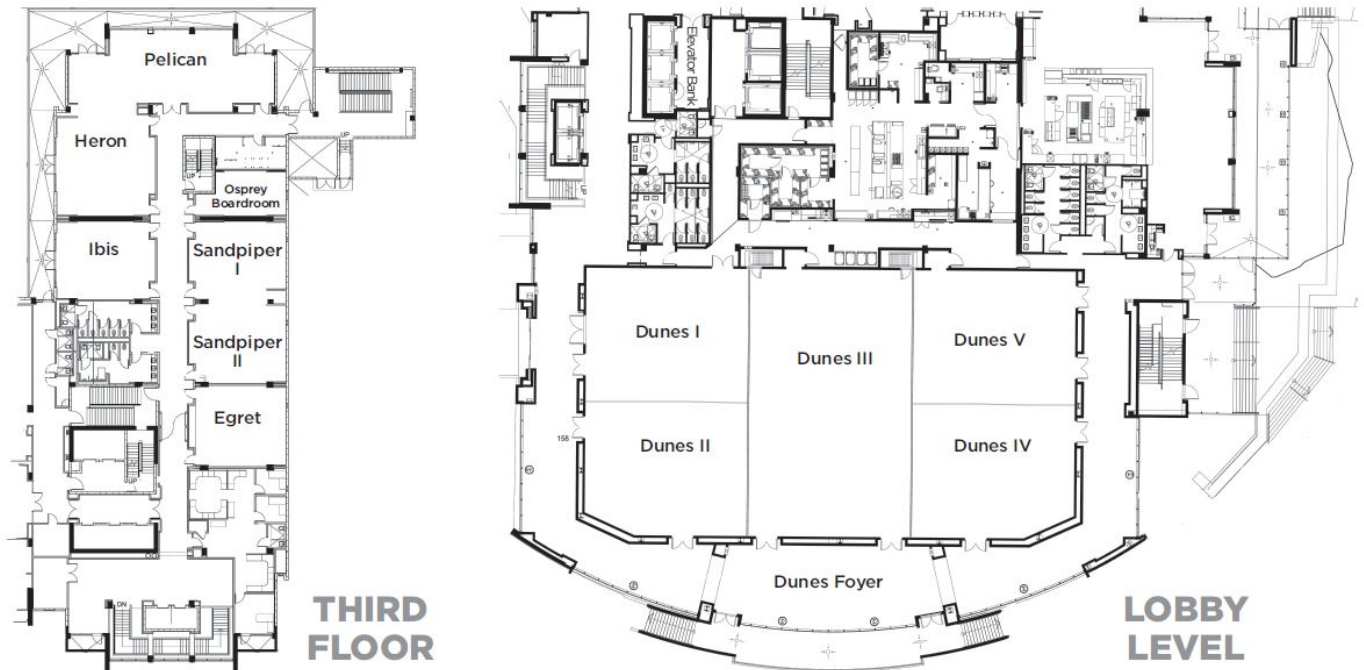 Pelican
Heron
Osprey
Boardroom
Ibis
Sandpiper
I
Sandpiper
II
Egret
UP
DN
THIRD
FLOOR
Elevator Bank
UP
Dunes I
Dunes II
Dunes III
Dunes V
Dunes IV
158
Dunes Foyer
LOBBY
LEVEL